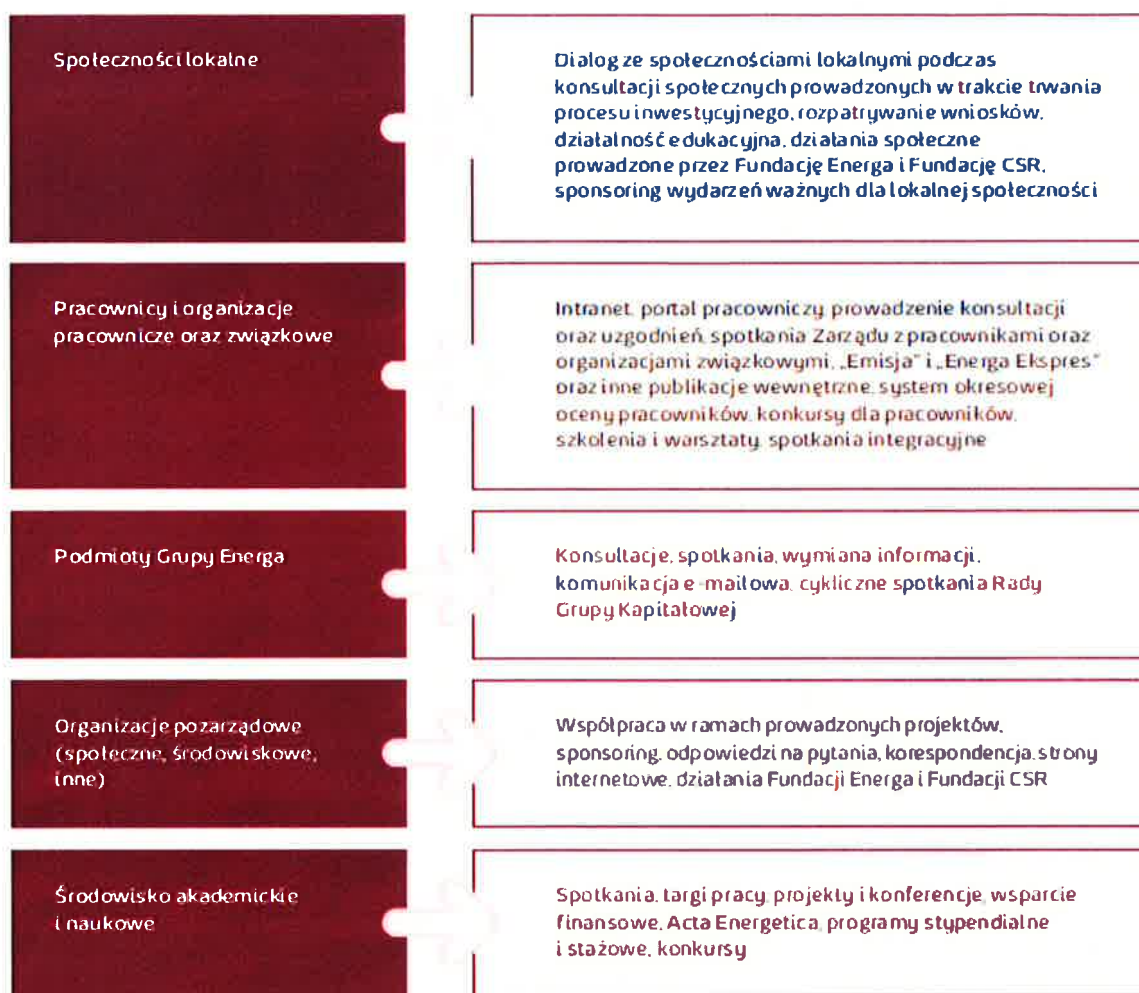 Społeczności lokalne
Dialog ze społecznościami lokalnymi podczas
konsultacji społecznych prowadzonych w trakcie trwania
procesu inwestycyjnego, rozpatrywanie wniosków,
działalność edukacyjna, działania społeczne
prowadzone przez Fundację Energa i Fundację CSR,
sponsoring wydarzeń ważnych dla lokalnej społeczności
Pracownicy i organizacje
pracownicze oraz związkowe
Intranet, portal pracowniczy prowadzenie konsultacji
oraz uzgodnień, spotkania Zarządu z pracownikami oraz
organizacjami związkowymi, „Emisja” i „Energa Ekspres”
oraz inne publikacje wewnętrzne, system okresowej
oceny pracowników, konkursy dla pracowników,
szkolenia i warsztaty, spotkania integracyjne
Podmioty Grupy Energa
Konsultacje, spotkania, wymiana informacji,
komunikacja e-mailowa, cykliczne spotkania Rady
Grupy Kapitałowej
Organizacje pozarządowe
(społeczne, środowiskowe,
inne)
Współpraca w ramach prowadzonych projektów,
sponsoring, odpowiedzi na pytania, korespondencja, strony
internetowe, działania Fundacji Energa i Fundacji CSR
Środowisko akademickie
i naukowe
Spotkania, targi pracy, projekty i konferencje, wsparcie
finansowe, Acta Energetica, programy stypendialne
i stażowe, konkursy